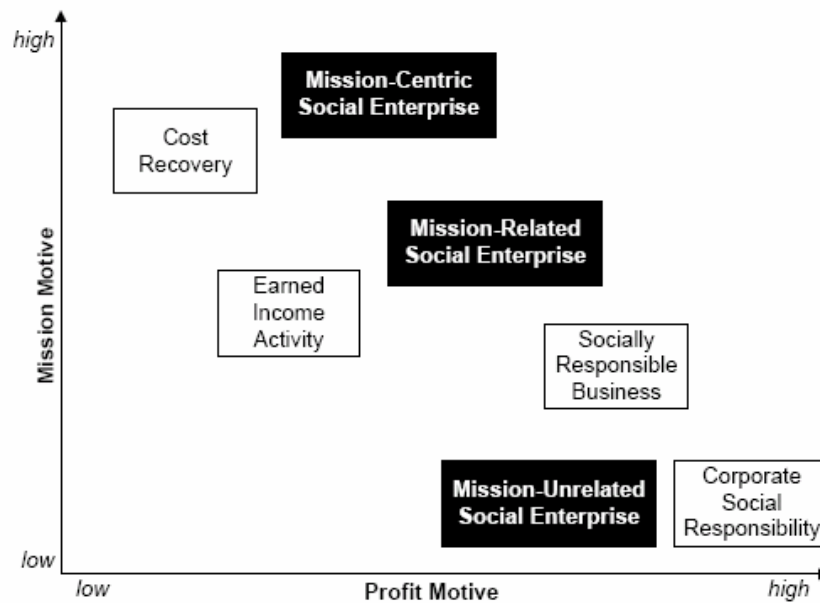 high
Mission-Centric
Social Enterprise
Cost
Recovery
Mission-Related
Social Enterprise
Earned
Income
Activity
Socially
Responsible
Business
Mission Motive
Mission-Unrelated
Social Enterprise
Corporate
Social
Responsibility
low
low
Profit Motive
high